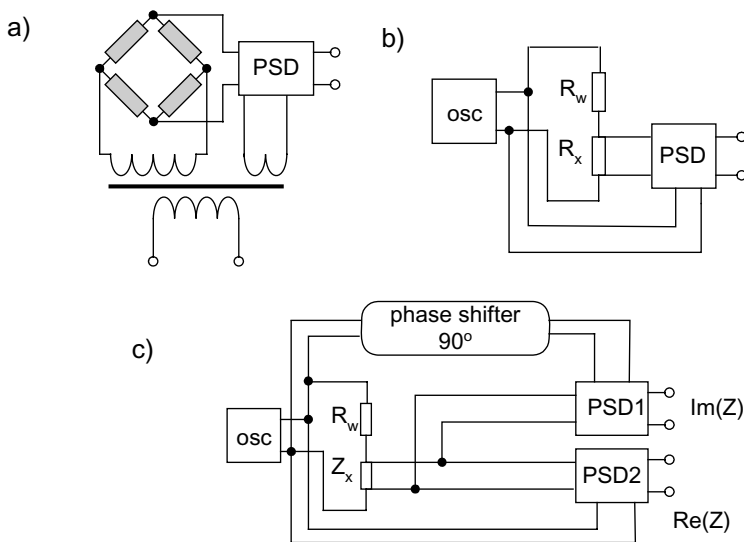 a)
PSD
b)
osc
R_w
R_x
PSD
c)
phase shifter
90°
osc
R_w
Z_x
PSD1
Im(Z)
PSD2
Re(Z)